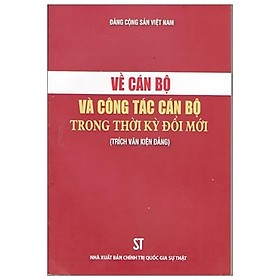 ĐẢNG CỘNG SẢN VIỆT NAM
VỀ CÁN BỘ
VÀ CÔNG TÁC CÁN BỘ
TRONG THỜI KỲ ĐỔI MỚI
(TRÍCH VĂN KIỆN ĐẢNG)
ST
NHÀ XUẤT BẢN CHÍNH TRỊ QUỐC GIA SỰ THẬT